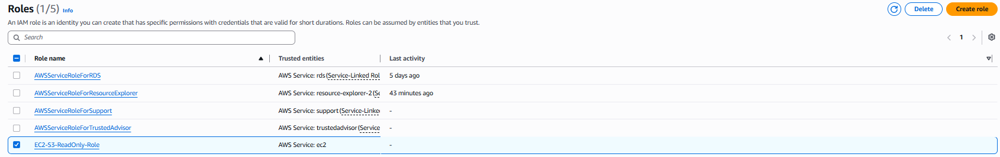 Roles (1/5) Info
Delete
Create role
An IAM role is an identity you can create that has specific permissions with credentials that are valid for short durations. Roles can be assumed by entities that you trust.
Search
1
Role name Trusted entities Last activity
AWSServiceRoleForRDS AWS Service: rds (Service-Linked Rol 5 days ago
AWSServiceRoleForResourceExplorer AWS Service: resource-explorer-2 (Se 43 minutes ago
AWSServiceRoleForSupport AWS Service: support (Service-Linke -
AWSServiceRoleForTrustedAdvisor AWS Service: trustedadvisor (Service -
EC2-S3-ReadOnly-Role AWS Service: ec2 -